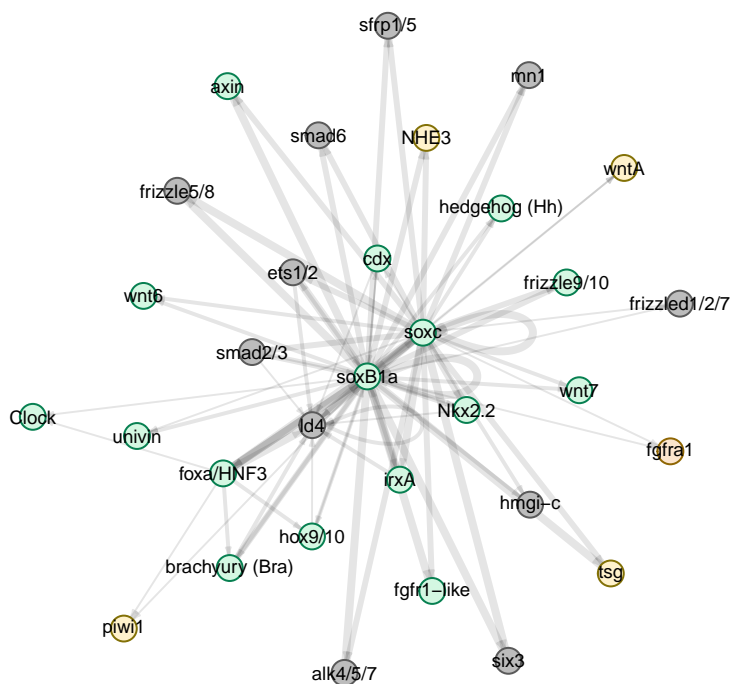 sfrp1/5
mn1
axin
smad6
NHE3
wntA
frizzle5/8
hedgehog (Hh)
cdx
ets1/2
frizzle9/10
wnt6
frizzled1/2/7
soxc
smad2/3
soxB1a
wnt7
Nkx2.2
Clock
Id4
univin
fgfra1
foxa/HNF3
irxA
hmgi−c
hox9/10
brachyury (Bra)
tsg
fgfr1−like
piwi1
six3
alk4/5/7